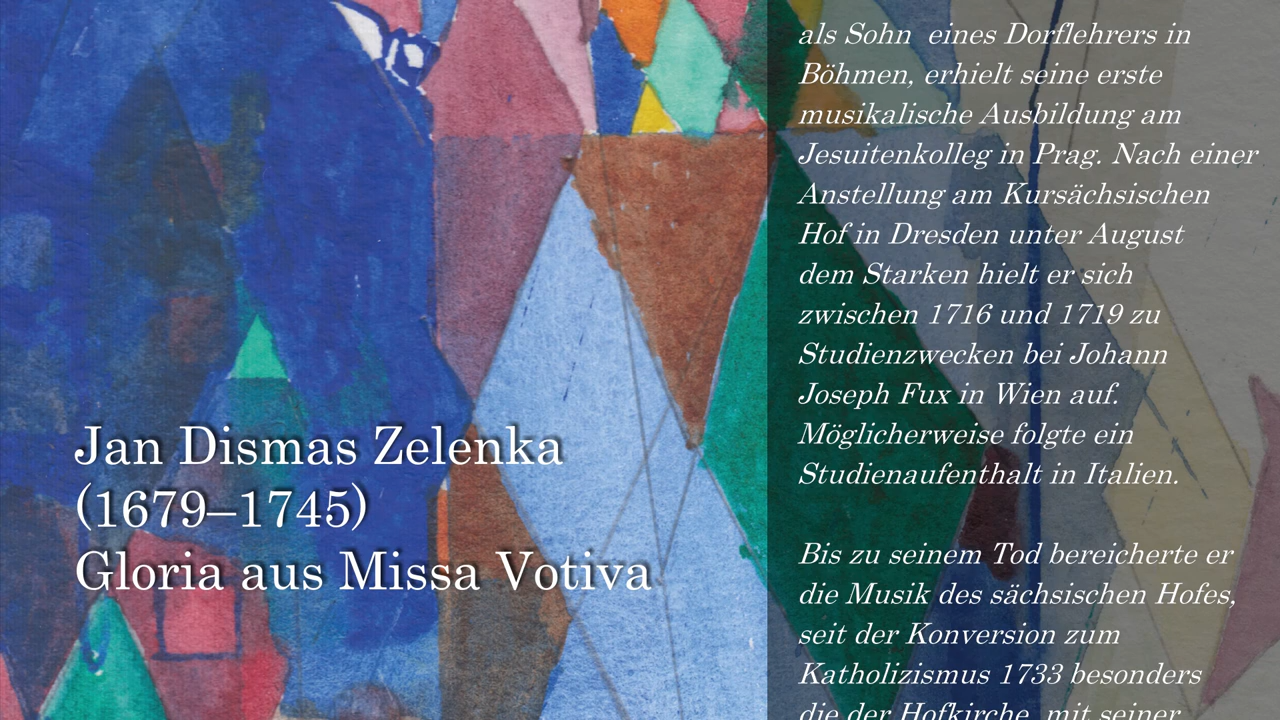 Jan Dismas Zelenka
(1679–1745)
Gloria aus Missa Votiva
als Sohn eines Dorflehrers in
Böhmen, erhielt seine erste
musikalische Ausbildung am
Jesuitenkolleg in Prag. Nach einer
Anstellung am Kursächsischen
Hof in Dresden unter August
dem Starken hielt er sich
zwischen 1716 und 1719 zu
Studienzwecken bei Johann
Joseph Fux in Wien auf.
Möglicherweise folgte ein
Studienaufenthalt in Italien.
Bis zu seinem Tod bereicherte er
die Musik des sächsischen Hofes,
seit der Konversion zum
Katholizismus 1733 besonders
die der Hofkirche, mit seiner